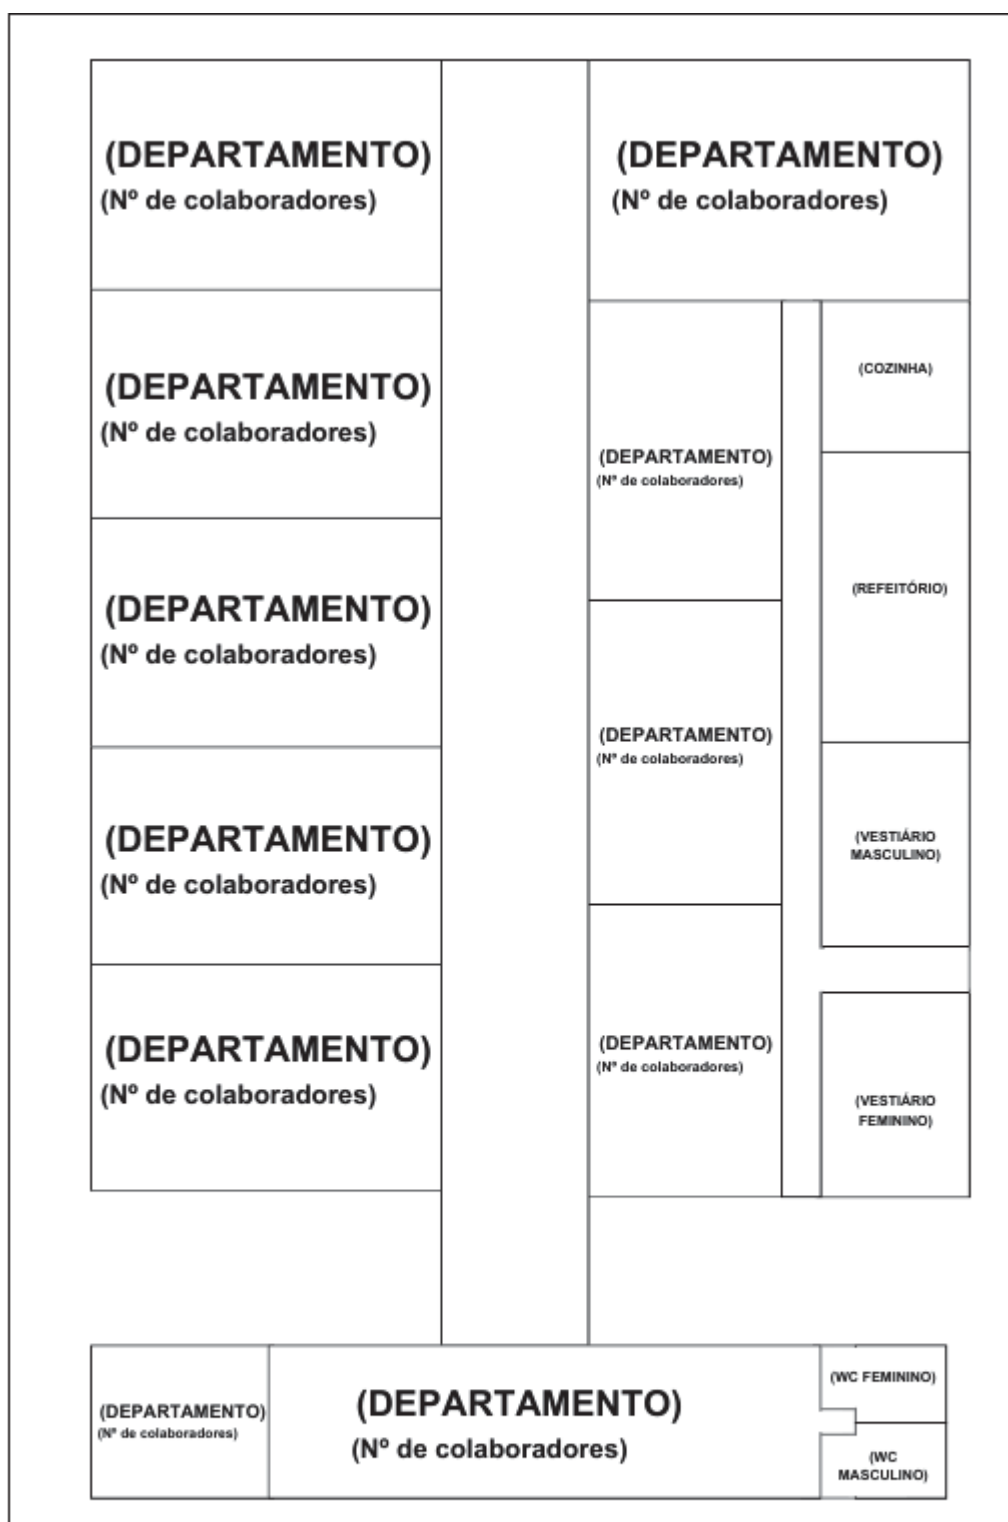 (DEPARTAMENTO)
(Nº de colaboradores)
(DEPARTAMENTO)
(Nº de colaboradores)
(DEPARTAMENTO)
(Nº de colaboradores)
(DEPARTAMENTO)
(Nº de colaboradores)
(DEPARTAMENTO)
(Nº de colaboradores)
(DEPARTAMENTO)
(Nº de colaboradores)
(DEPARTAMENTO)
(Nº de colaboradores)
(DEPARTAMENTO)
(Nº de colaboradores)
(DEPARTAMENTO)
(Nº de colaboradores)
(COZINHA)
(REFEITÓRIO)
(VESTIÁRIO
MASCULINO)
(VESTIÁRIO
FEMININO)
(DEPARTAMENTO)
(Nº de colaboradores)
(DEPARTAMENTO)
(Nº de colaboradores)
(WC FEMININO)
(WC
MASCULINO)